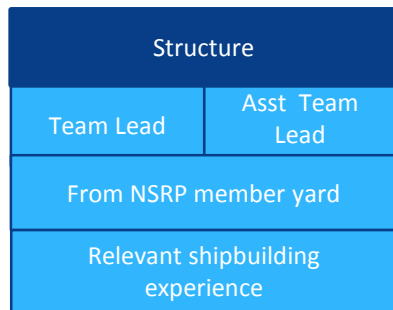 Structure
Team Lead
Asst Team
Lead
From NSRP member yard
Relevant shipbuilding
experience